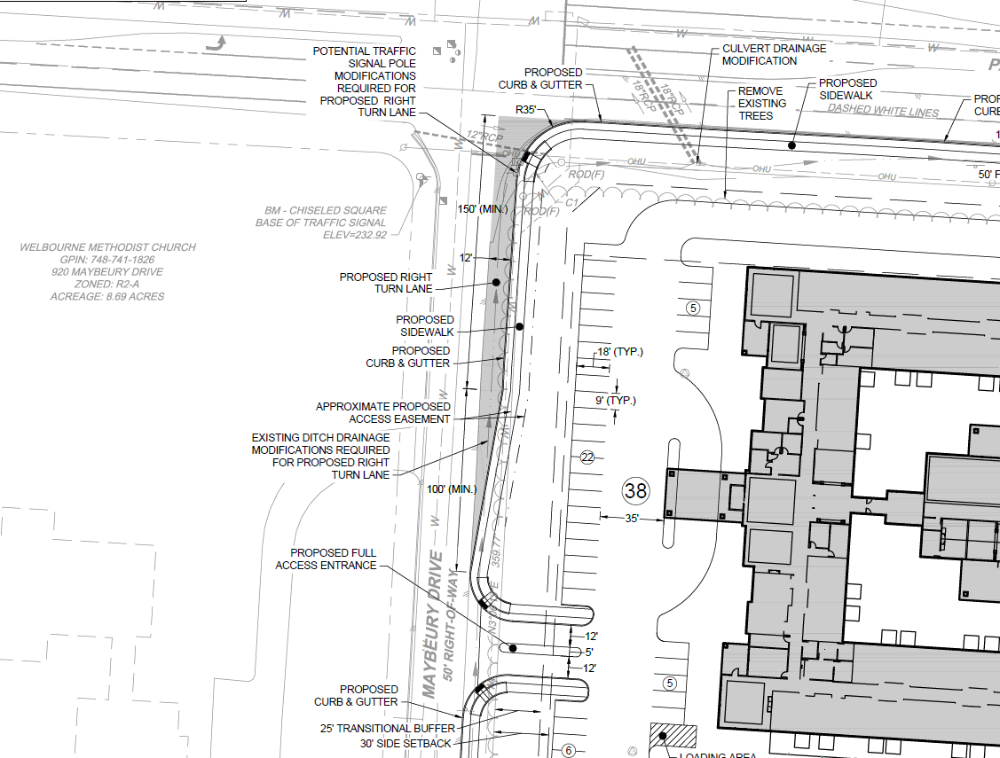 POTENTIAL TRAFFIC
SIGNAL POLE
MODIFICATIONS
REQUIRED FOR
PROPOSED RIGHT
TURN LANE
PROPOSED
CURB & GUTTER
R35'
CULVERT DRAINAGE
MODIFICATION
REMOVE
EXISTING
TREES
PROPOSED
SIDEWALK
DASHED WHITE LINES
18"RCP
18"RCP
12"RCP
W
W
W
W
W
W
W
OHU
OHU
OHU
OHU
50' F
ROD(F)
ROD(F)
C1
150' (MIN.)
BM - CHISELED SQUARE
BASE OF TRAFFIC SIGNAL
ELEV=232.92
WELBOURNE METHODIST CHURCH
GPIN: 748-741-1826
920 MAYBEURY DRIVE
ZONED: R2-A
ACREAGE: 8.69 ACRES
12'
PROPOSED RIGHT
TURN LANE
PROPOSED
SIDEWALK
PROPOSED
CURB & GUTTER
5
18' (TYP.)
9' (TYP.)
APPROXIMATE PROPOSED
ACCESS EASEMENT
EXISTING DITCH DRAINAGE
MODIFICATIONS REQUIRED
FOR PROPOSED RIGHT
TURN LANE
22
38
100' (MIN.)
35'
359.77'
PROPOSED FULL
ACCESS ENTRANCE
MAYBEURY DRIVE
50' RIGHT-OF-WAY
12'
5'
12'
PROPOSED
CURB & GUTTER
5
25' TRANSITIONAL BUFFER
30' SIDE SETBACK
6
LOADING AREA